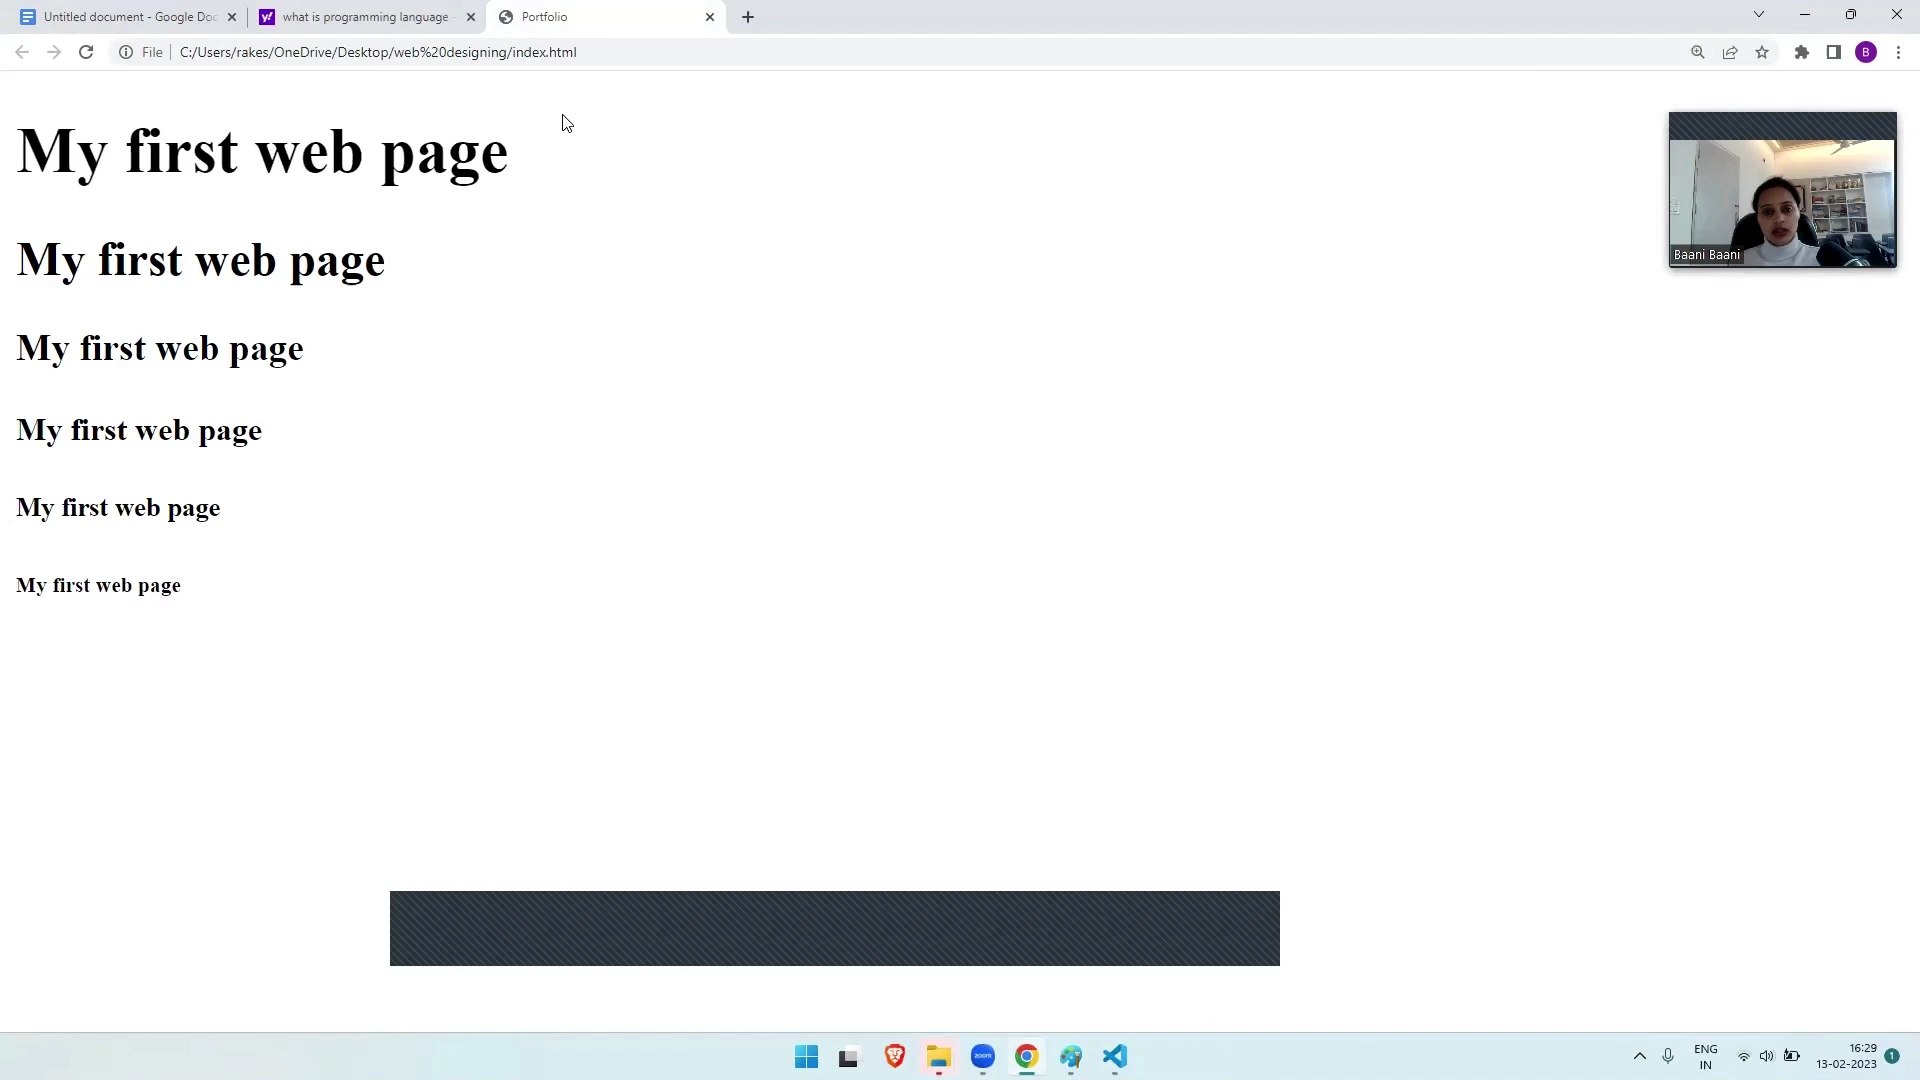 Untitled document - Google Doc
what is programming language -
Portfolio
File
C:/Users/rakes/OneDrive/Desktop/web%20designing/index.html
B
My first web page
My first web page
My first web page
My first web page
My first web page
My first web page
Baani Baani
zoom
ENG
IN
16:29
13-02-2023
1